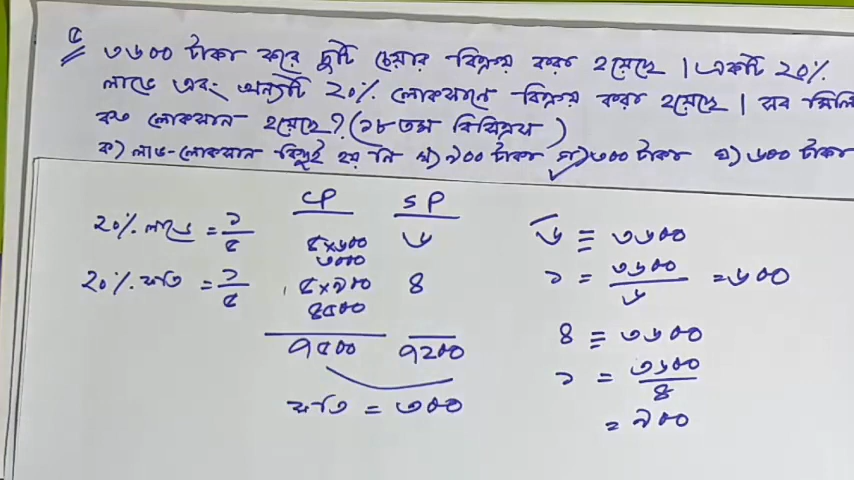 ৫
৩৬০০ টাকা করে দুটি চেয়ার বিক্রয় করা হয়েছে। একটি ২০%
লাভে এবং অন্যটি ২০% লোকসানে বিক্রয় করা হয়েছে। সব মিলি
কত লোকসান হয়েছে? (১৮তম বিবিধ)
ক) লাভ-লোকসান কিছুই হয় নি খ) ৯০০ টাকা গ) ৩০০ টাকা ঘ) ৬০০ টাকা
CP SP
২০% লাভে = ১/৫ ৫×৬০০ ৬ ৬ ≡ ৩৬০০
৩০০০
২০% ক্ষতি = ১/৫ ৫×৯০০ ৪ ১ = ৩৬০০/৬ = ৬০০
৪৫০০ ৪ ≡ ৩৬০০
৭৫০০ ৭২০০ ১ = ৩৬০০/৪
ক্ষতি = ৩০০ = ৯০০